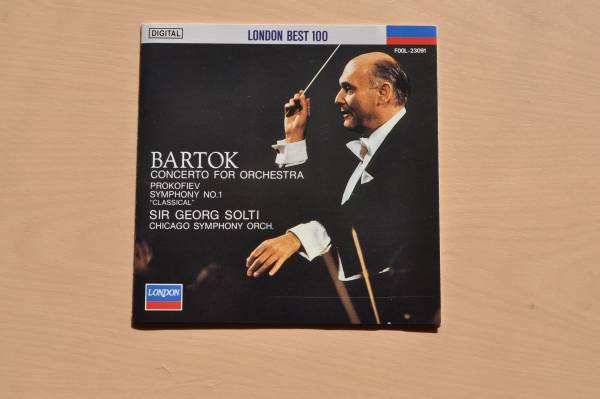 DIGITAL
LONDON BEST 100
FOOL-23091
BARTOK
CONCERTO FOR ORCHESTRA
PROKOFIEV
SYMPHONY NO.1
"CLASSICAL"
SIR GEORG SOLTI
CHICAGO SYMPHONY ORCH.
LONDON